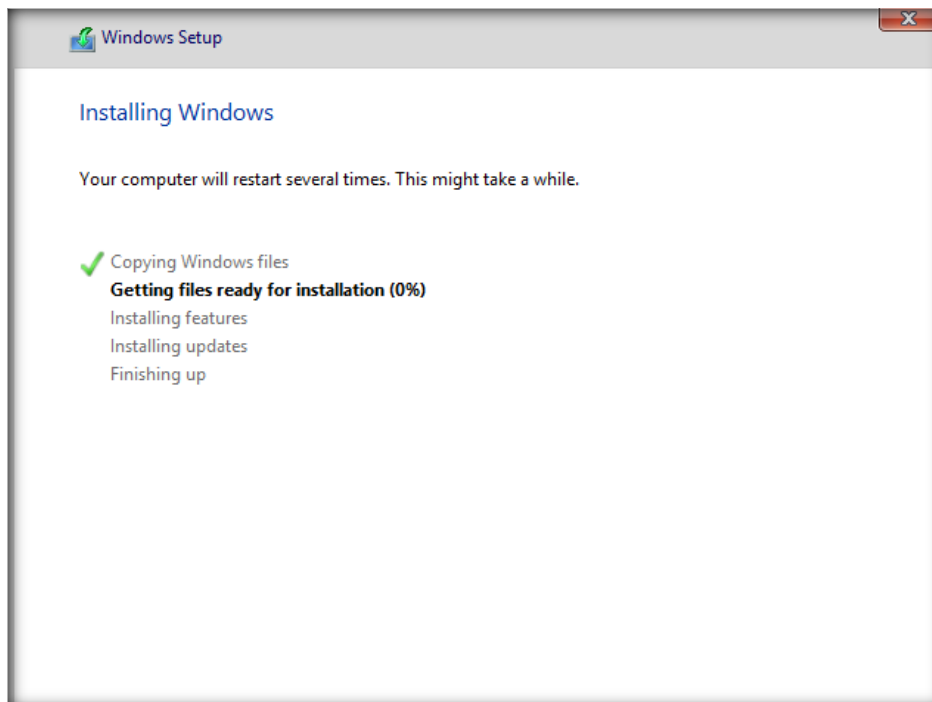 Windows Setup
Installing Windows
Your computer will restart several times. This might take a while.
Copying Windows files
Getting files ready for installation (0%)
Installing features
Installing updates
Finishing up